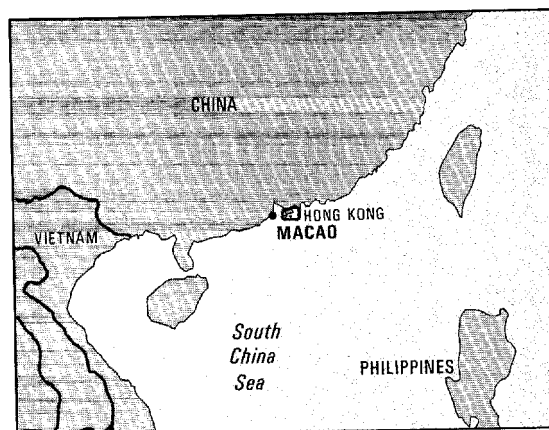 CHINA
HONG KONG
MACAO
VIETNAM
South
China
Sea
PHILIPPINES